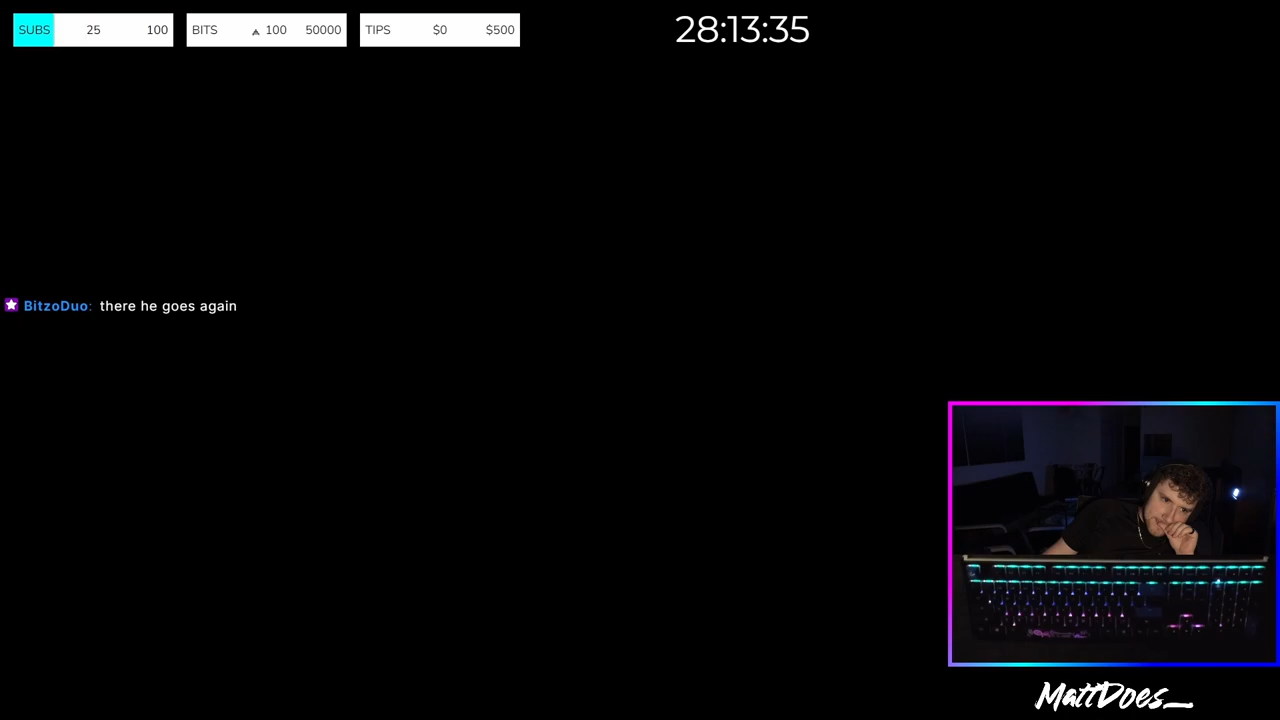 SUBS 25 100 BITS 100 50000 TIPS $0 $500 28:13:35
BitzoDuo: there he goes again
MattDoes_